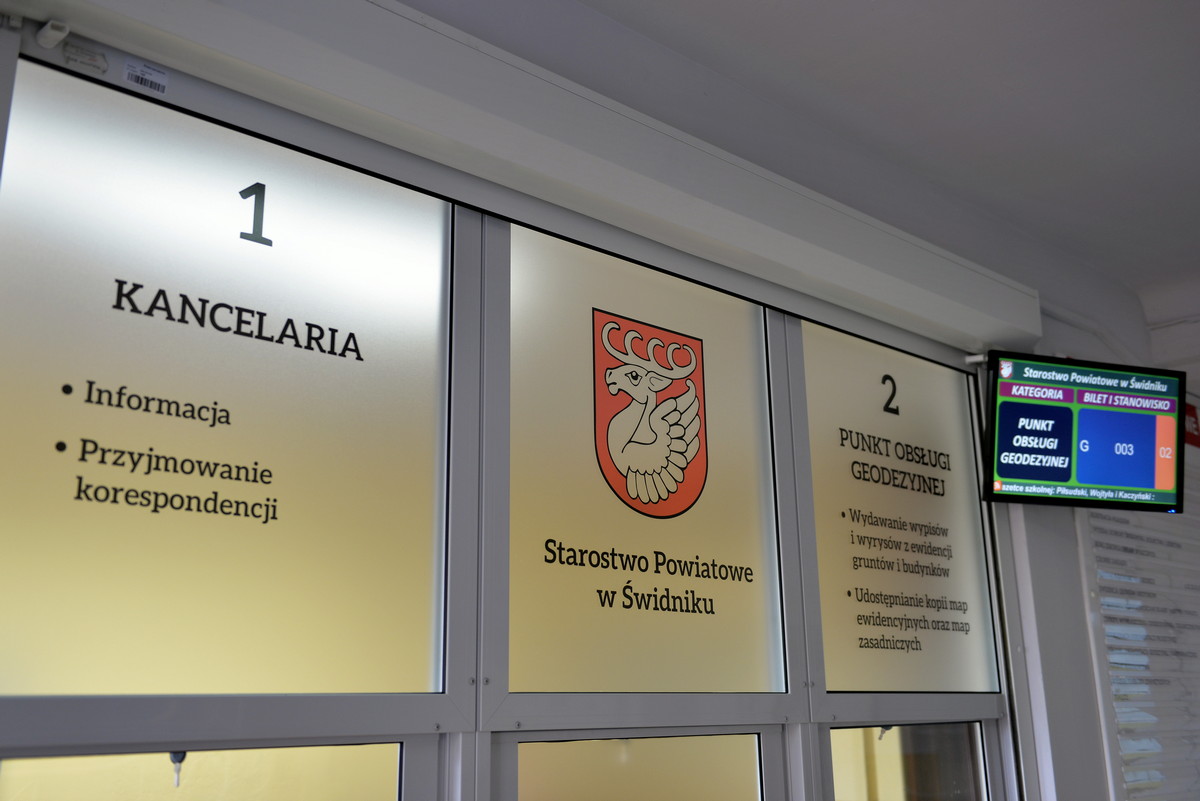 1
KANCELARIA
• Informacja
• Przyjmowanie
korespondencji
Starostwo Powiatowe
w Świdniku
2
PUNKT OBSŁUGI
GEODEZYJNEJ
• Wydawanie wypisów
i wyrysów z ewidencji
gruntów i budynków
• Udostępnianie kopii map
ewidencyjnych oraz map
zasadniczych
Starostwo Powiatowe w Świdniku
KATEGORIA
BILET I STANOWISKO
PUNKT
OBSŁUGI
GEODEZYJNEJ
G 003 02
szetce szkolnej: Piłsudski, Wojtyła i Kaczyński :